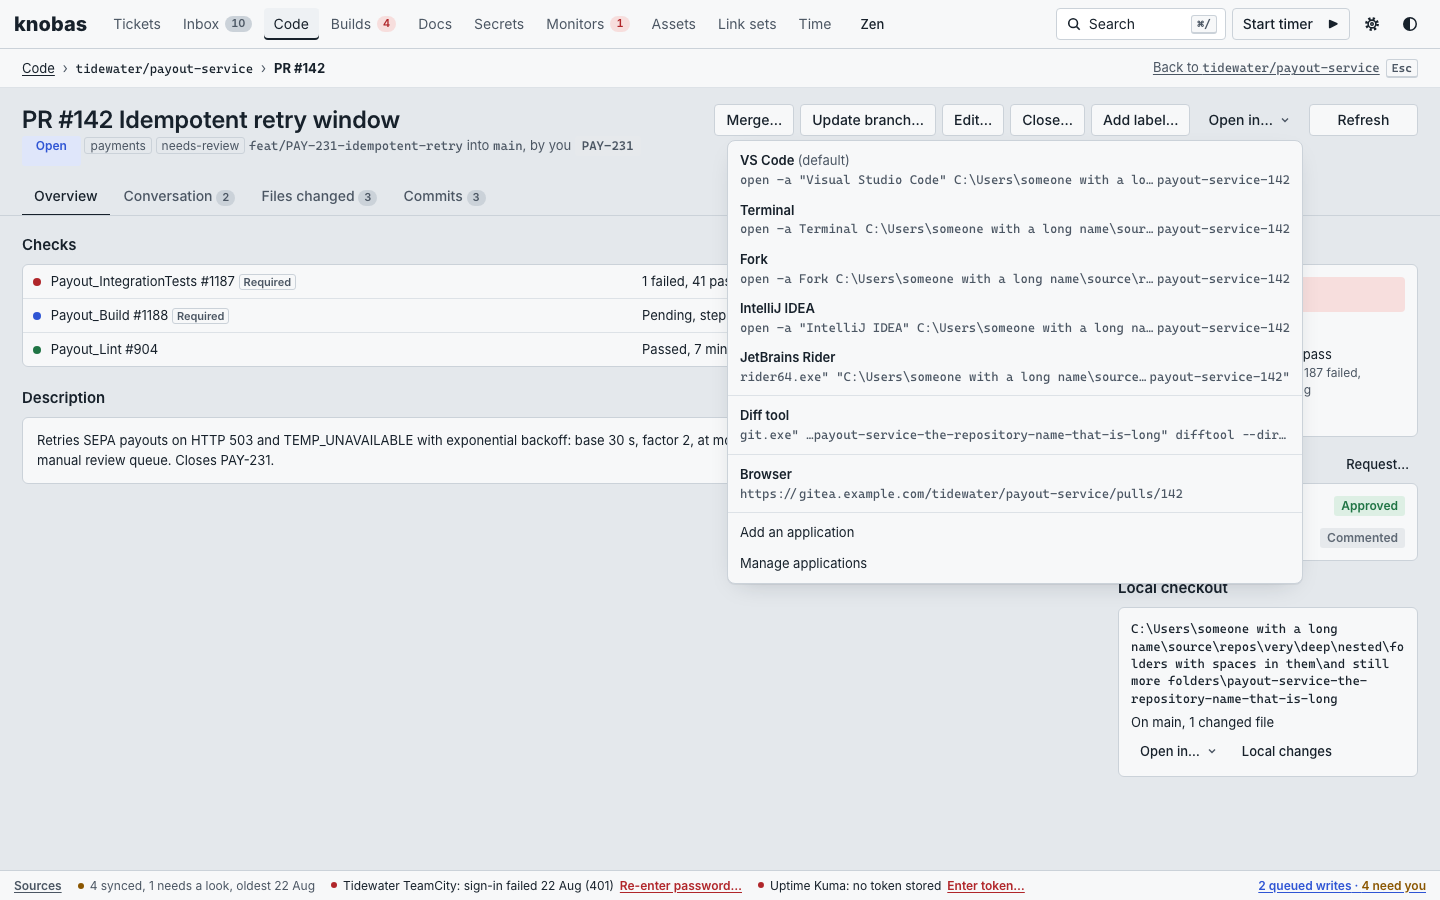 knobas Tickets Inbox 10 Code Builds 4 Docs Secrets Monitors 1 Assets Link sets Time Zen Search ⌘/ Start timer
Code › tidewater/payout-service › PR #142 Back to tidewater/payout-service Esc
PR #142 Idempotent retry window Merge... Update branch... Edit... Close... Add label... Open in... Refresh
Open payments needs-review feat/PAY-231-idempotent-retry into main, by you PAY-231
Overview Conversation 2 Files changed 3 Commits 3
VS Code (default)
open -a "Visual Studio Code" C:\Users\someone with a lo… payout-service-142
Terminal
open -a Terminal C:\Users\someone with a long name\sour… payout-service-142
Fork
open -a Fork C:\Users\someone with a long name\source\r… payout-service-142
IntelliJ IDEA
open -a "IntelliJ IDEA" C:\Users\someone with a long na… payout-service-142
JetBrains Rider
rider64.exe" "C:\Users\someone with a long name\source… payout-service-142"
Diff tool
git.exe" …payout-service-the-repository-name-that-is-long" difftool --dir…
Browser
https://gitea.example.com/tidewater/payout-service/pulls/142
Add an application
Manage applications
Checks
Payout_IntegrationTests #1187 Required 1 failed, 41 pas
Payout_Build #1188 Required Pending, step
Payout_Lint #904 Passed, 7 min
Description
Retries SEPA payouts on HTTP 503 and TEMP_UNAVAILABLE with exponential backoff: base 30 s, factor 2, at mo
manual review queue. Closes PAY-231.
pass
187 failed,
g
Request...
Approved
Commented
Local checkout
C:\Users\someone with a long
name\source\repos\very\deep\nested\fo
lders with spaces in them\and still
more folders\payout-service-the-
repository-name-that-is-long
On main, 1 changed file
Open in... Local changes
Sources 4 synced, 1 needs a look, oldest 22 Aug Tidewater TeamCity: sign-in failed 22 Aug (401) Re-enter password... Uptime Kuma: no token stored Enter token... 2 queued writes · 4 need you